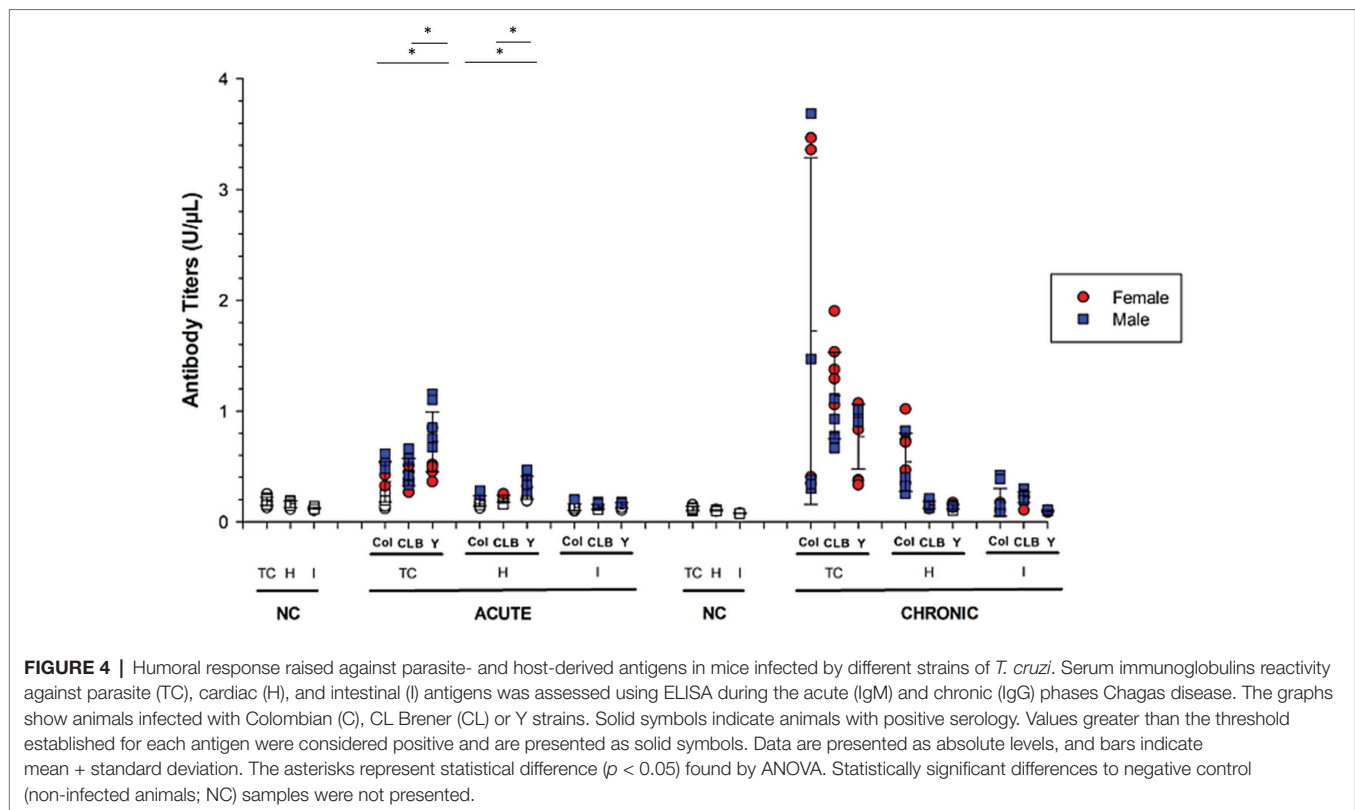 * *
* *
4
3
2
1
0
Antibody Titers (U/µL)
Female
Male
Col CLB Y Col CLB Y Col CLB Y Col CLB Y Col CLB Y Col CLB Y
TC H I TC H I TC H I TC H I
NC ACUTE NC CHRONIC
FIGURE 4 | Humoral response raised against parasite- and host-derived antigens in mice infected by different strains of T. cruzi. Serum immunoglobulins reactivity
against parasite (TC), cardiac (H), and intestinal (I) antigens was assessed using ELISA during the acute (IgM) and chronic (IgG) phases Chagas disease. The graphs
show animals infected with Colombian (C), CL Brener (CL) or Y strains. Solid symbols indicate animals with positive serology. Values greater than the threshold
established for each antigen were considered positive and are presented as solid symbols. Data are presented as absolute levels, and bars indicate
mean + standard deviation. The asterisks represent statistical difference (p < 0.05) found by ANOVA. Statistically significant differences to negative control
(non-infected animals; NC) samples were not presented.